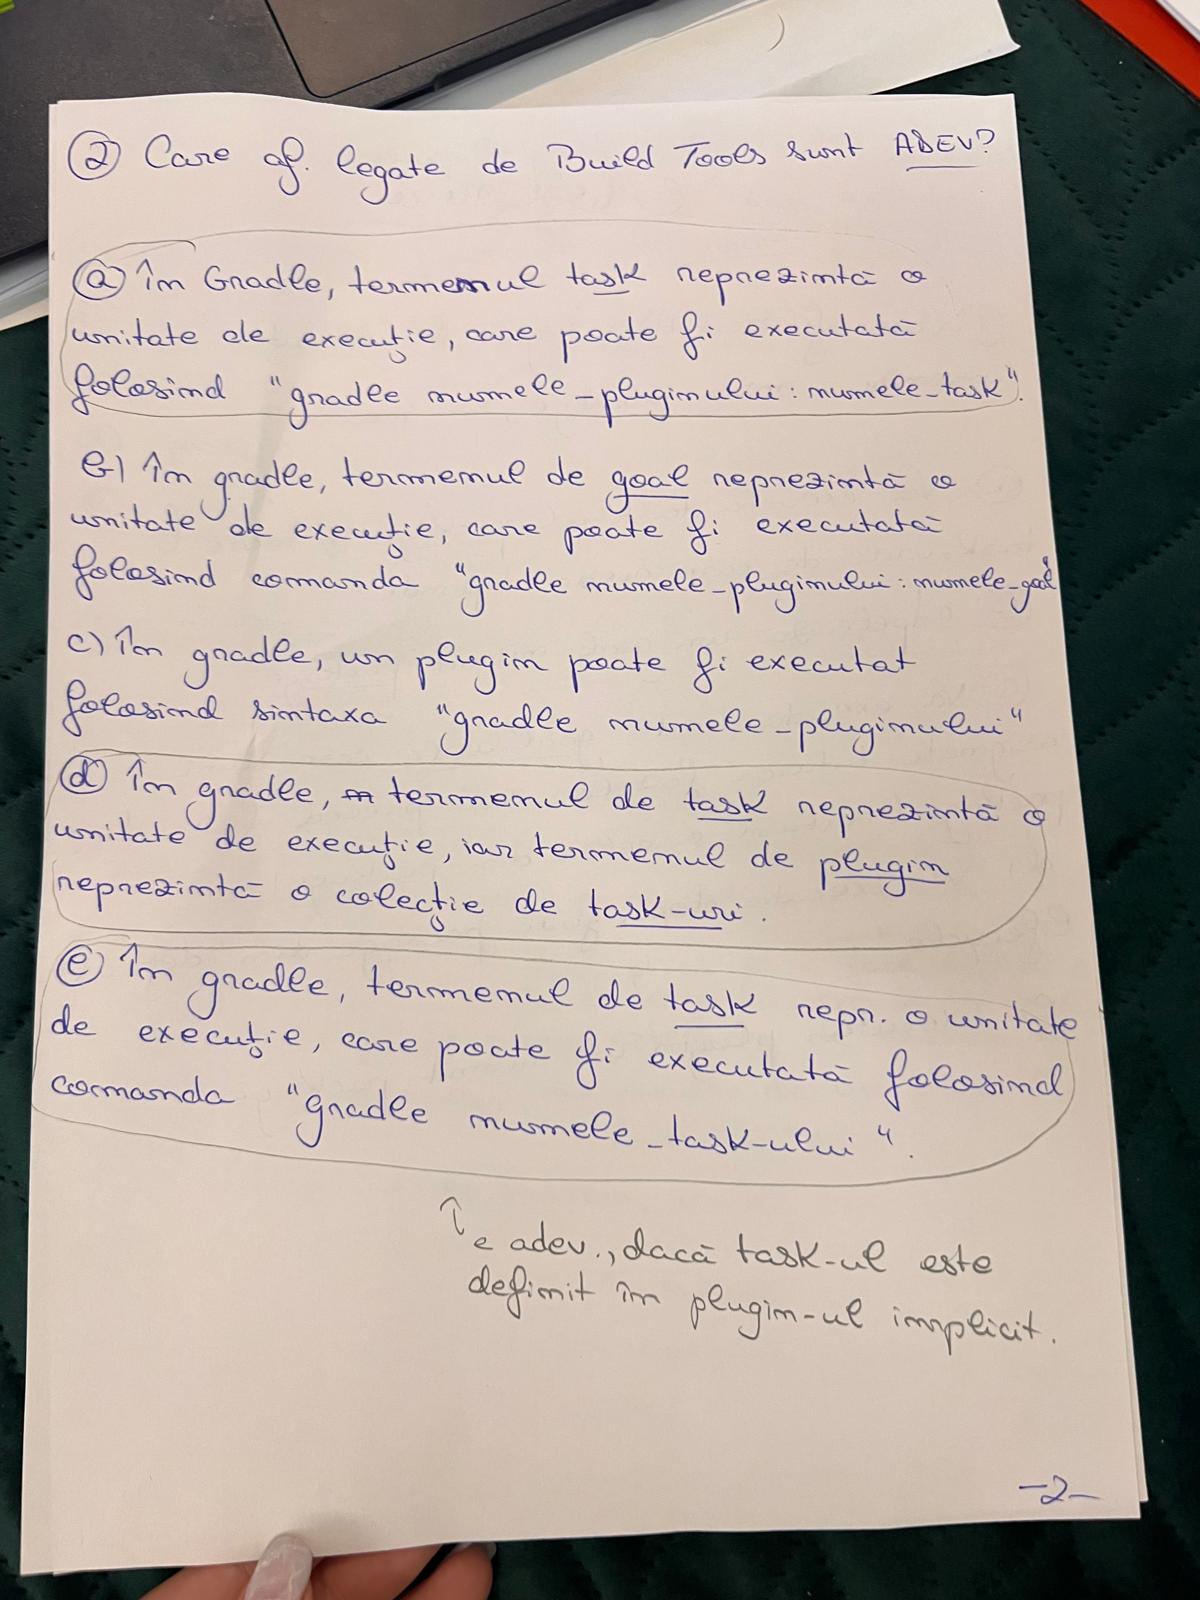 ② Care af. legate de Build Tools sunt ADEV?
ⓐ în Gradle, termenul task reprezintă o
unitate de execuție, care poate fi executată
folosind "gradle numele_pluginului: numele_task".
b) în gradle, termenul de goal reprezintă o
unitate de execuție, care poate fi executată
folosind comanda "gradle numele_pluginului: numele_goal"
c) în gradle, un plugin poate fi executat
folosind sintaxa "gradle numele_pluginului"
ⓓ în gradle, termenul de task reprezintă o
unitate de execuție, iar termenul de plugin
reprezintă o colecție de task-uri.
ⓔ în gradle, termenul de task repr. o unitate
de execuție, care poate fi executată folosind
comanda "gradle numele_task-ului".
↑ e adev., dacă task-ul este
definit în plugin-ul implicit.
-2-